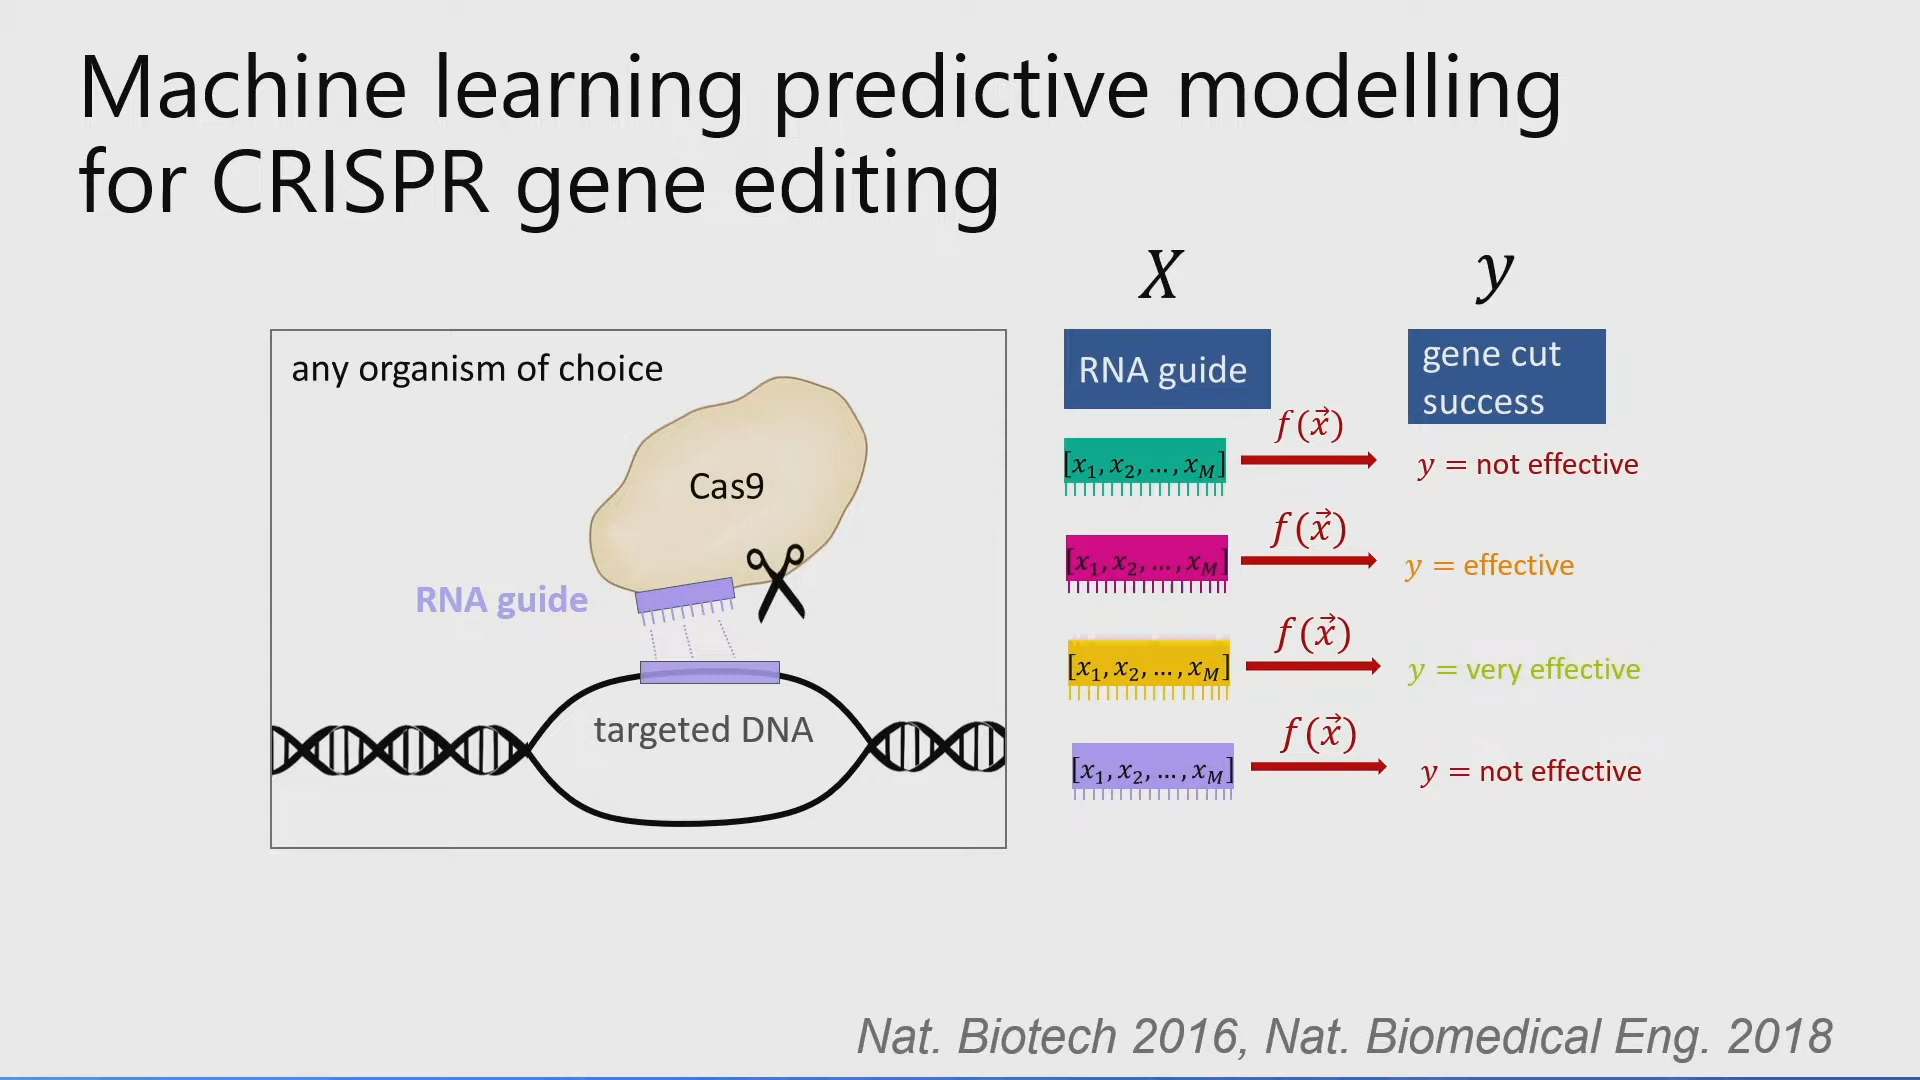 Machine learning predictive modelling
for CRISPR gene editing
X
y
any organism of choice
Cas9
RNA guide
targeted DNA
RNA guide
gene cut
success
[x₁, x₂, …, x_M]
f(x⃗)
y = not effective
[x₁, x₂, …, x_M]
f(x⃗)
y = effective
[x₁, x₂, …, x_M]
f(x⃗)
y = very effective
[x₁, x₂, …, x_M]
f(x⃗)
y = not effective
Nat. Biotech 2016, Nat. Biomedical Eng. 2018